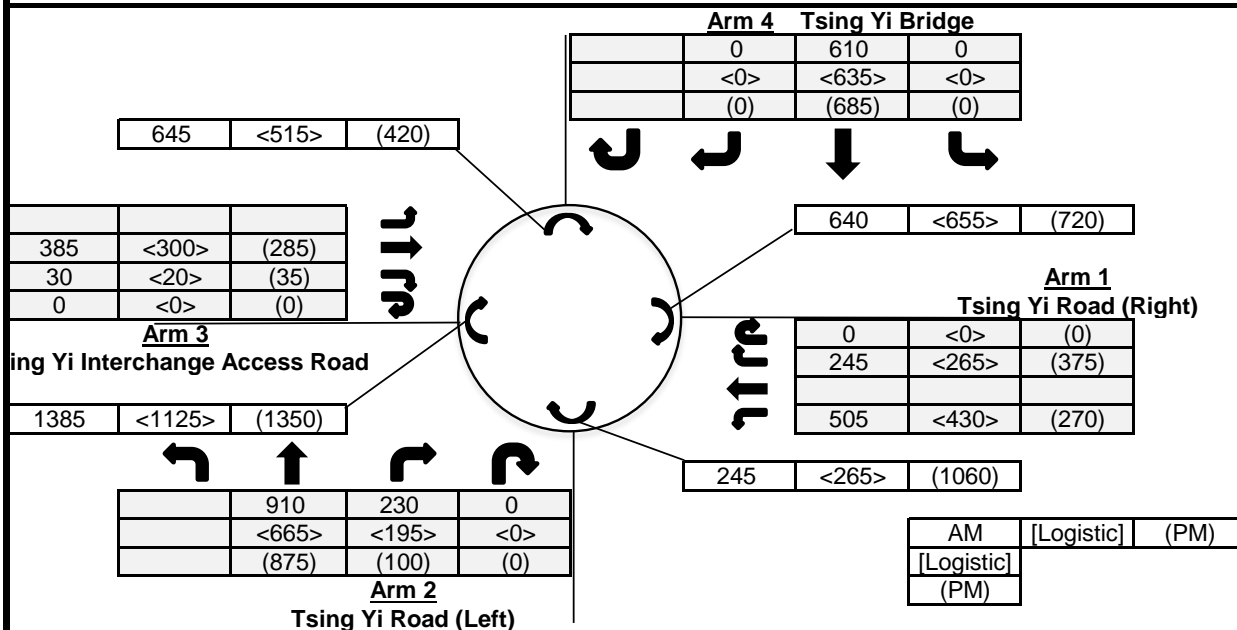 Arm 4 Tsing Yi Bridge
0 610 0
<0> <635> <0>
(0) (685) (0)
645 <515> (420)
640 <655> (720)
385 <300> (285)
30 <20> (35)
0 <0> (0)
Arm 3
ing Yi Interchange Access Road
Arm 1
Tsing Yi Road (Right)
0 <0> (0)
245 <265> (375)
505 <430> (270)
1385 <1125> (1350)
245 <265> (1060)
910 230 0
<665> <195> <0>
(875) (100) (0)
Arm 2
Tsing Yi Road (Left)
AM [Logistic] (PM)
[Logistic]
(PM)